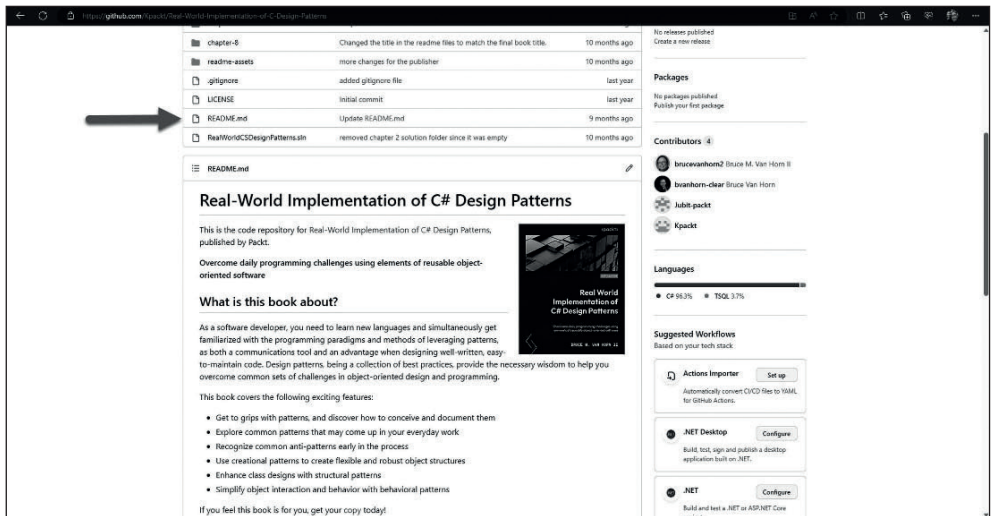 https://github.com/Kpackt/Real-World-Implementation-of-C-Design-Patterns
chapter-8 Changed the title in the readme files to match the final book title. 10 months ago
readme-assets more changes for the publisher 10 months ago
.gitignore added gitignore file last year
LICENSE Initial commit last year
README.md Update README.md 9 months ago
RealWorldCSDesignPatterns.sln removed chapter 2 solution folder since it was empty 10 months ago
README.md
Real-World Implementation of C# Design Patterns
This is the code repository for Real-World Implementation of C# Design Patterns,
published by Packt.
Overcome daily programming challenges using elements of reusable object-
oriented software
What is this book about?
As a software developer, you need to learn new languages and simultaneously get
familiarized with the programming paradigms and methods of leveraging patterns,
as both a communications tool and an advantage when designing well-written, easy-
to-maintain code. Design patterns, being a collection of best practices, provide the necessary wisdom to help you
overcome common sets of challenges in object-oriented design and programming.
This book covers the following exciting features:
• Get to grips with patterns, and discover how to conceive and document them
• Explore common patterns that may come up in your everyday work
• Recognize common anti-patterns early in the process
• Use creational patterns to create flexible and robust object structures
• Enhance class designs with structural patterns
• Simplify object interaction and behavior with behavioral patterns
If you feel this book is for you, get your copy today!
Real World
Implementation of
C# Design Patterns
BRUCE M. VAN HORN II
No releases published
Create a new release
Packages
No packages published
Publish your first package
Contributors 4
brucevanhorn2 Bruce M. Van Horn II
bvanhorn-clear Bruce Van Horn
Jubit-packt
Kpackt
Languages
C# 96.3% TSQL 3.7%
Suggested Workflows
Based on your tech stack
Actions Importer Set up
Automatically convert CI/CD files to YAML
for GitHub Actions.
.NET Desktop Configure
Build, test, sign and publish a desktop
application built on .NET.
.NET Configure
Build and test a .NET or ASP.NET Core